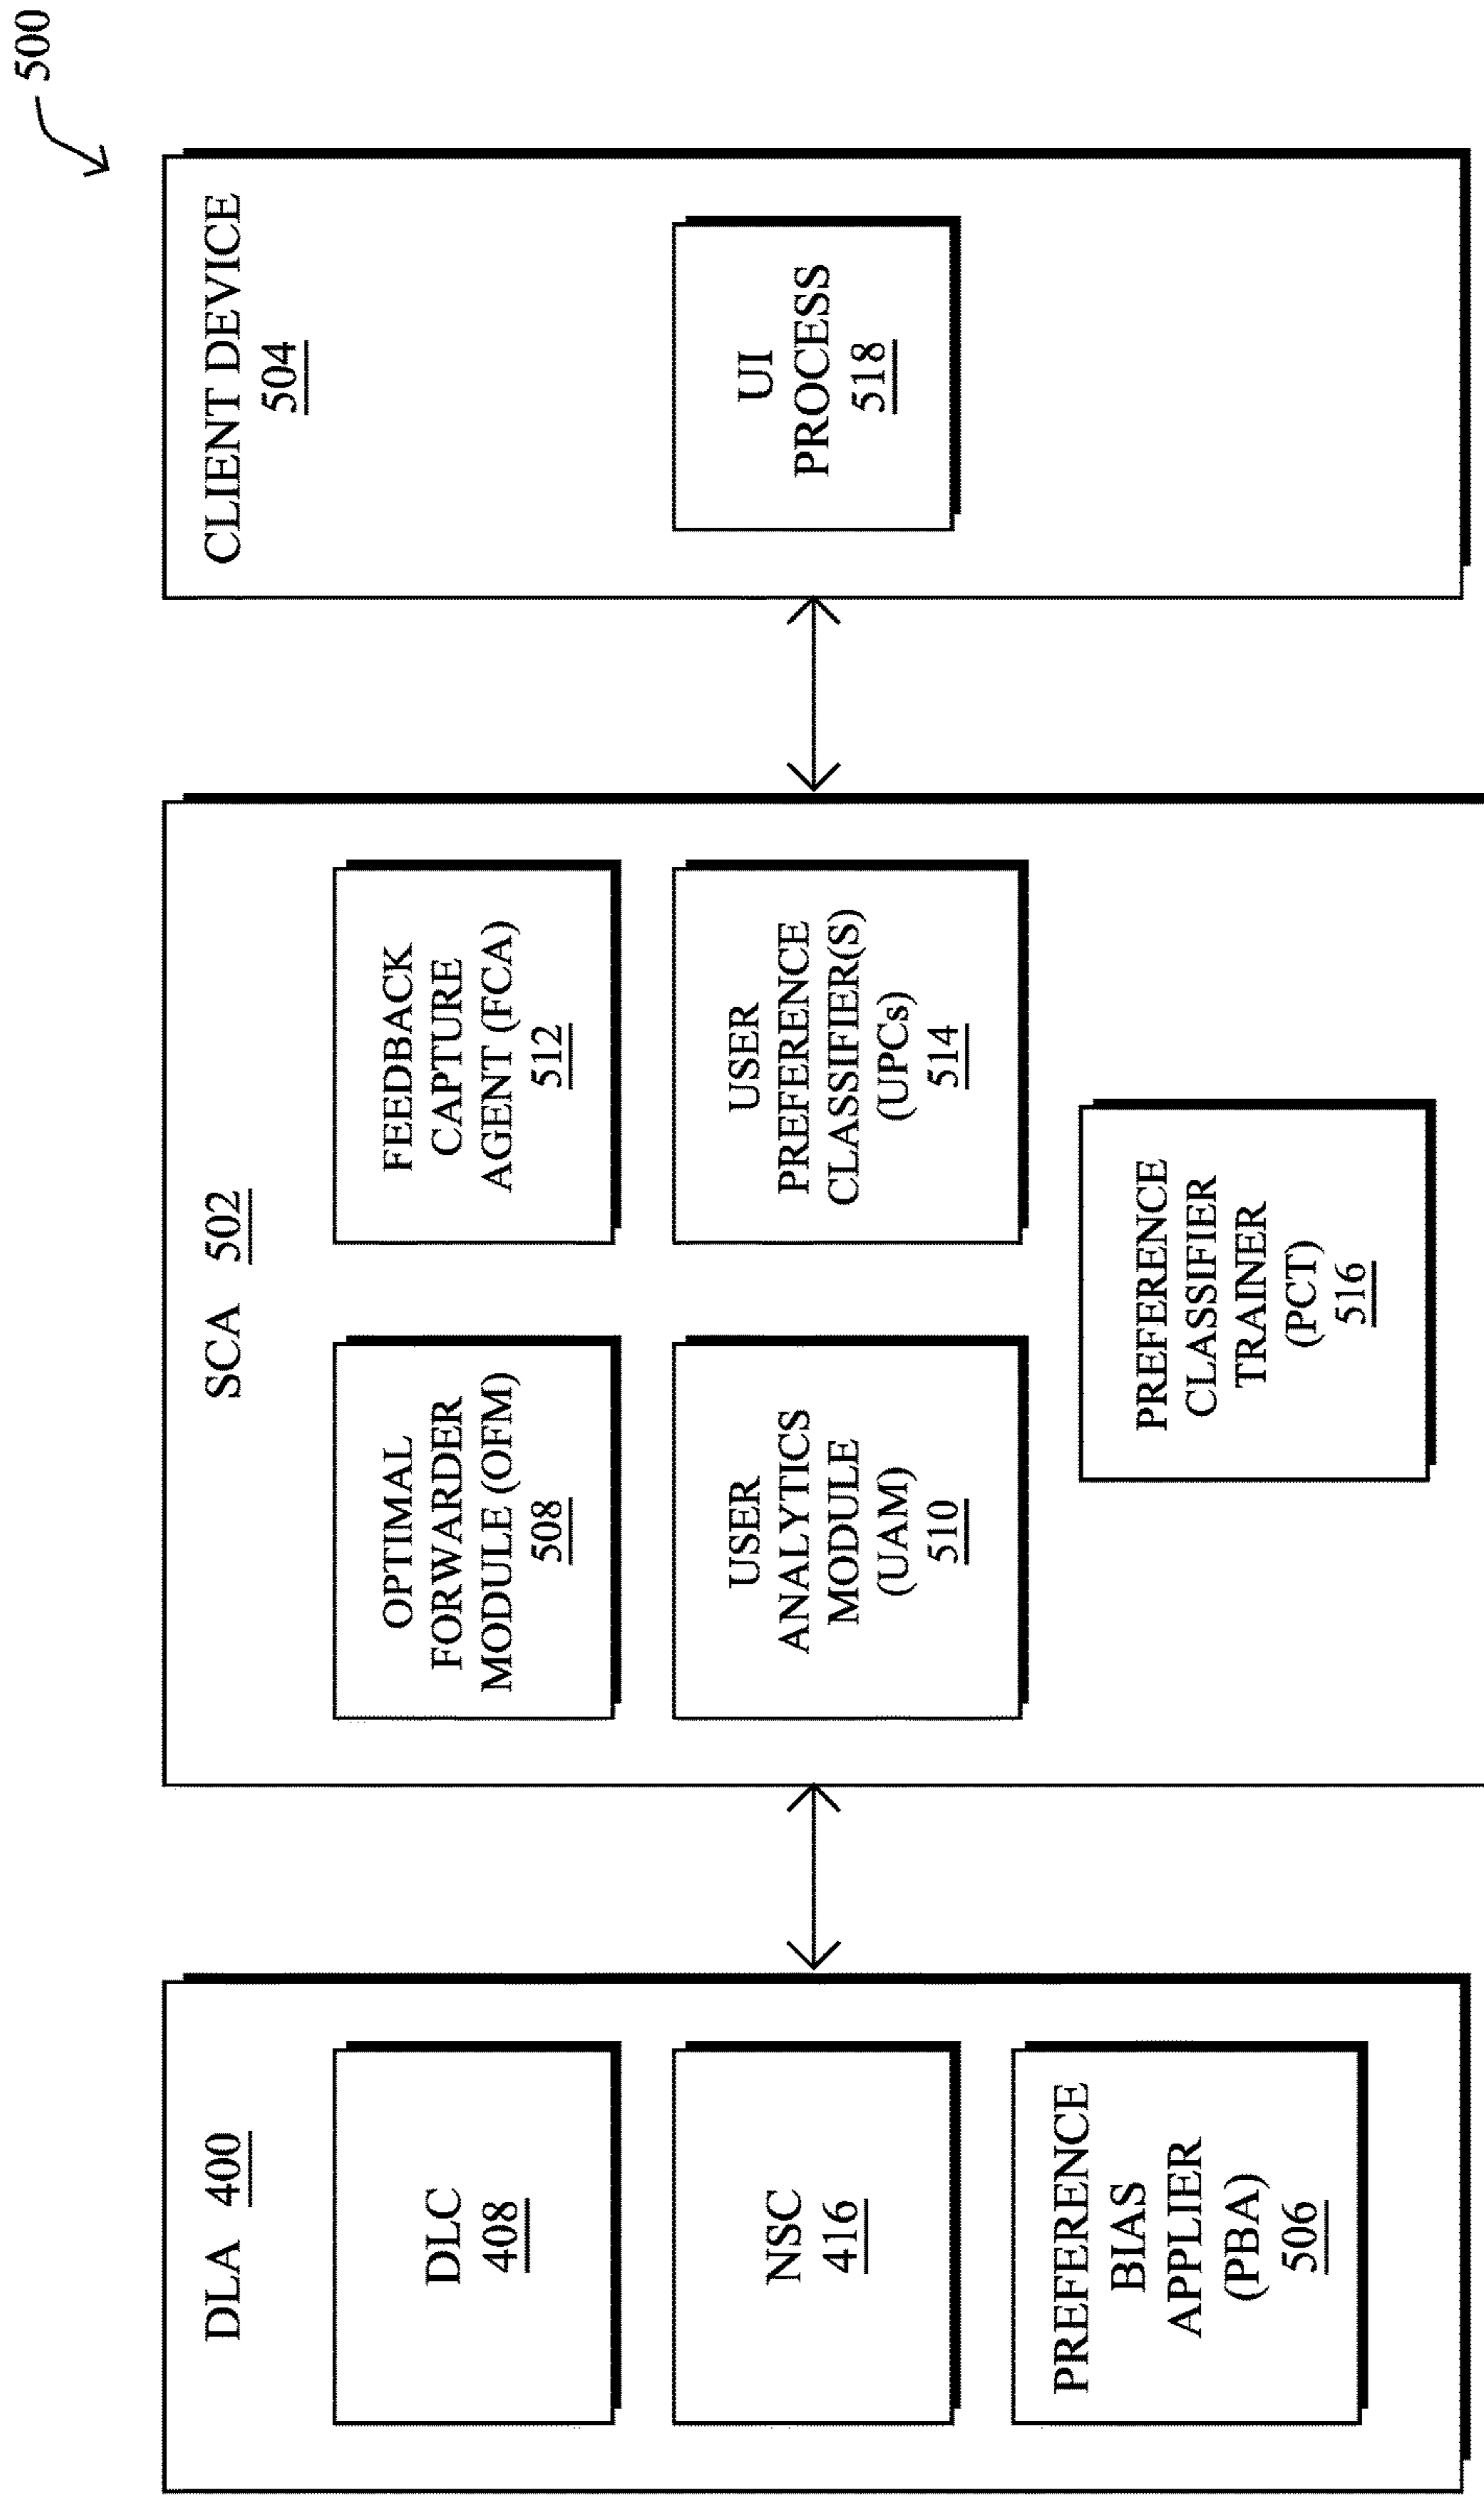 500
DLA 400
DLC
408
NSC
416
PREFERENCE
BIAS
APPLIER
(PBA)
506
SCA 502
OPTIMAL
FORWARDER
MODULE (OFM)
508
FEEDBACK
CAPTURE
AGENT (FCA)
512
USER
ANALYTICS
MODULE
(UAM)
510
USER
PREFERENCE
CLASSIFIER(S)
(UPCs)
514
PREFERENCE
CLASSIFIER
TRAINER
(PCT)
516
CLIENT DEVICE
504
UI
PROCESS
518